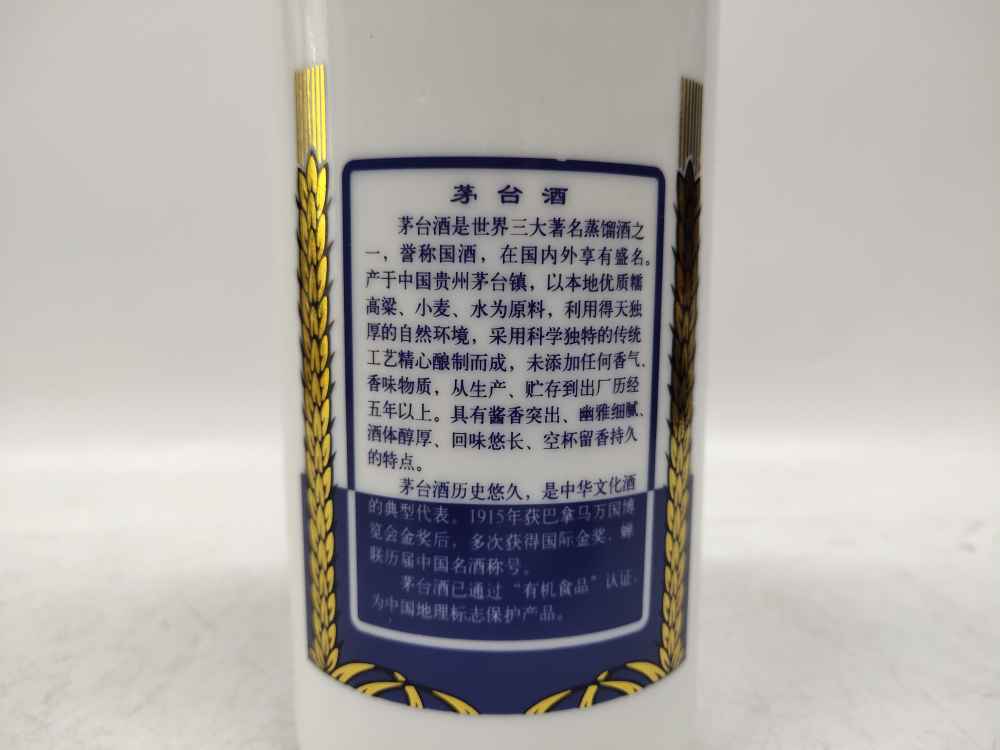 茅台酒
茅台酒是世界三大著名蒸馏酒之
一，誉称国酒，在国内外享有盛名。
产于中国贵州茅台镇，以本地优质糯
高粱、小麦、水为原料，利用得天独
厚的自然环境，采用科学独特的传统
工艺精心酿制而成，未添加任何香气、
香味物质，从生产、贮存到出厂历经
五年以上。具有酱香突出、幽雅细腻、
酒体醇厚、回味悠长、空杯留香持久
的特点。
茅台酒历史悠久，是中华文化酒
的典型代表。1915年获巴拿马万国博
览会金奖后，多次获得国际金奖，蝉
联历届中国名酒称号。
茅台酒已通过“有机食品”认证，
为中国地理标志保护产品。